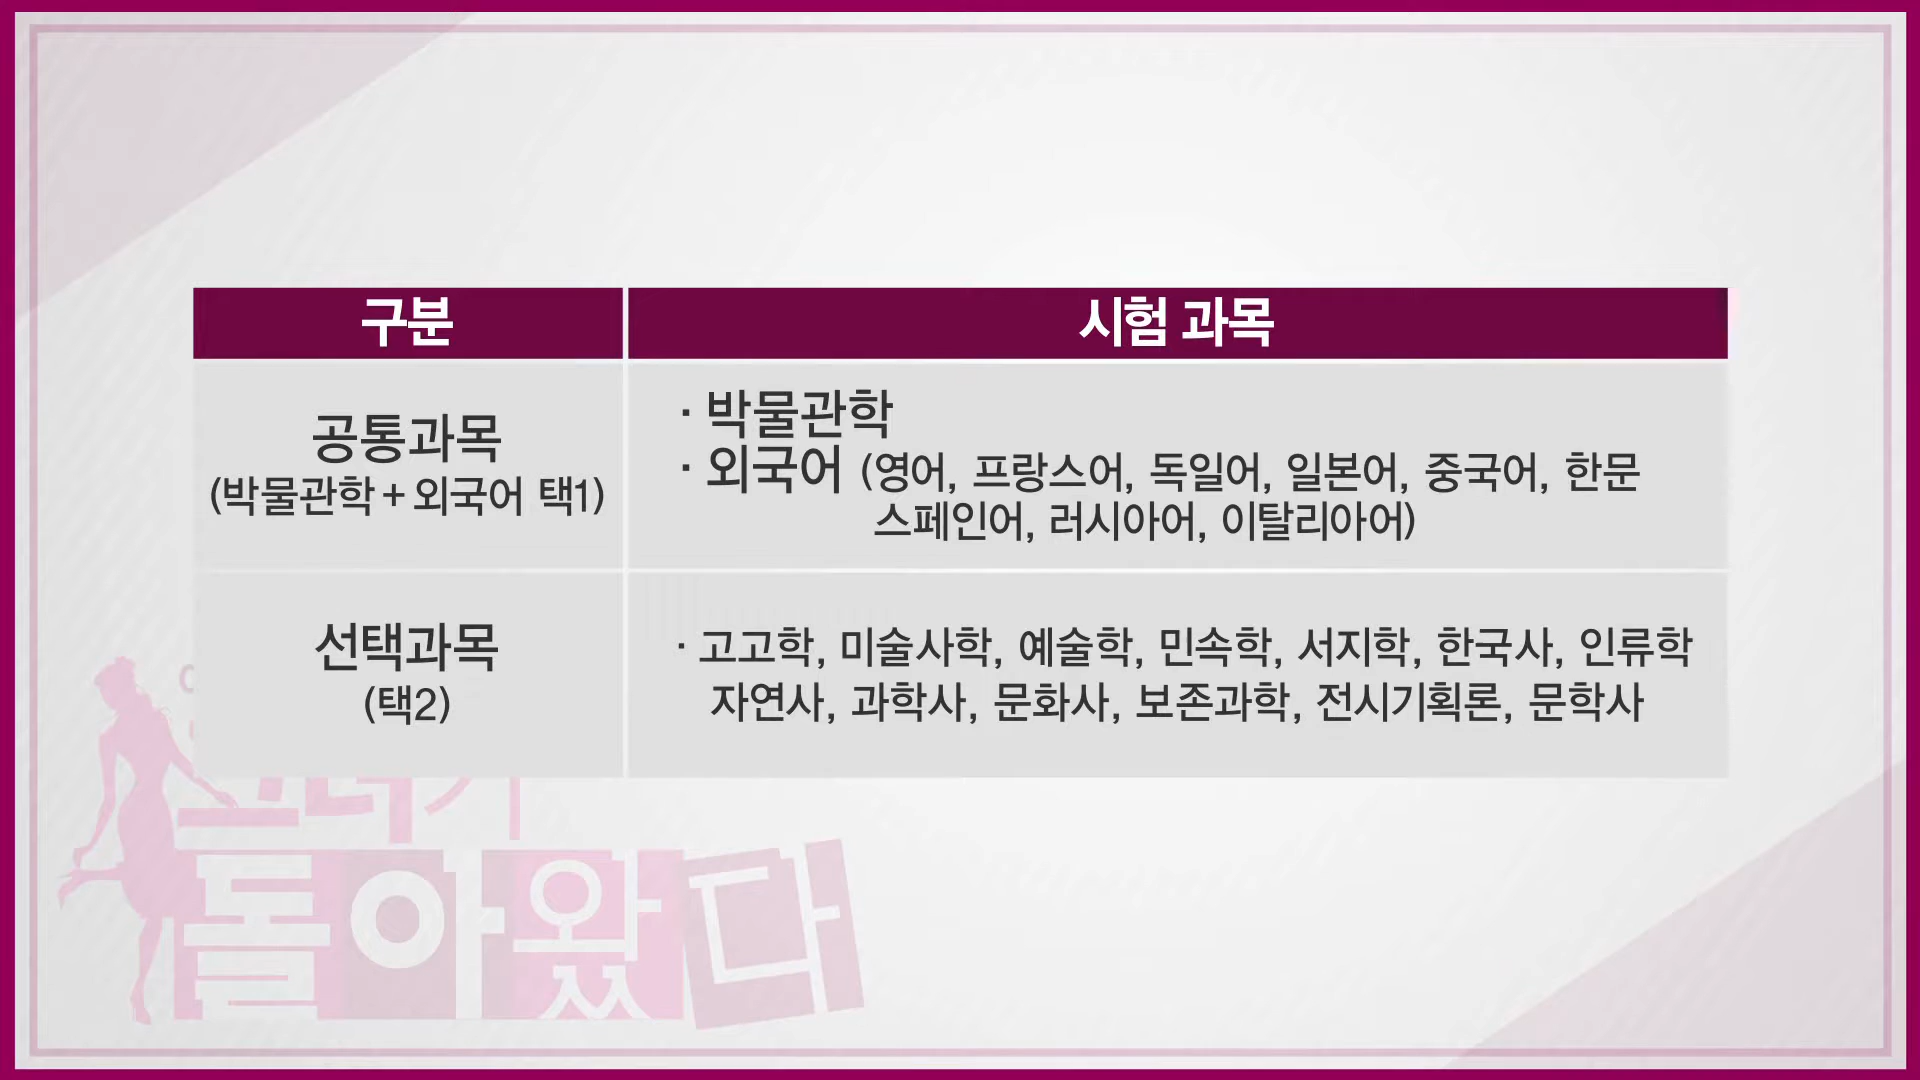 구분
시험 과목
공통과목
(박물관학+외국어 택1)
· 박물관학
· 외국어 (영어, 프랑스어, 독일어, 일본어, 중국어, 한문
스페인어, 러시아어, 이탈리아어)
선택과목
(택2)
· 고고학, 미술사학, 예술학, 민속학, 서지학, 한국사, 인류학
자연사, 과학사, 문화사, 보존과학, 전시기획론, 문학사
돌아왔다